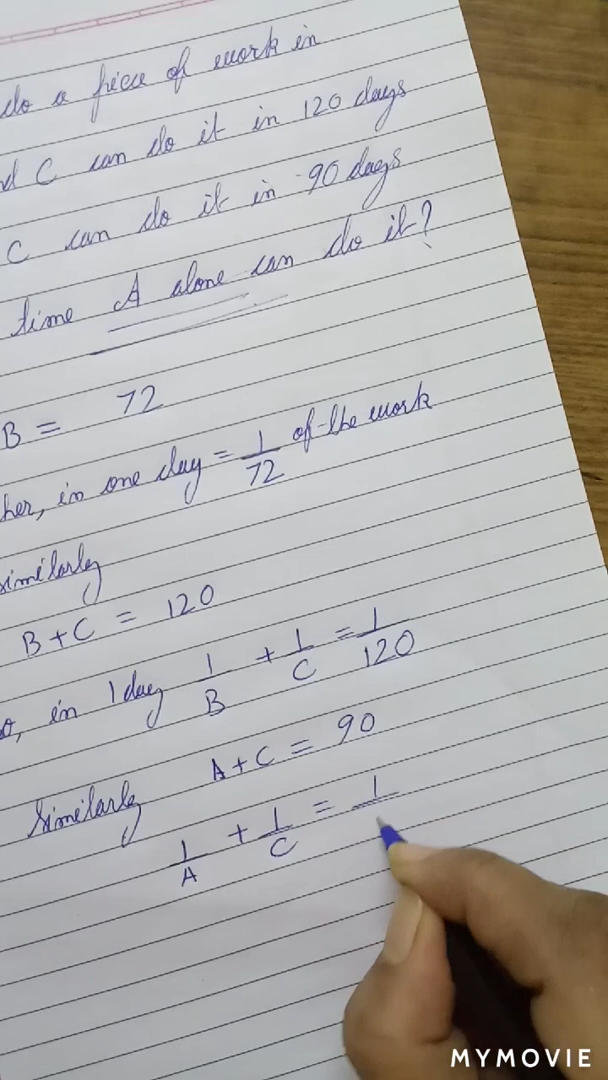 do a piece of work in
C can do it in 120 days
C can do it in 90 days
time A alone can do it?
B = 72
her, in one day = 1/72 of the work
similarly
B+C = 120
in 1 day 1/B + 1/C = 1/120
Similarly A+C = 90
1/A + 1/C = 1
MYMOVIE